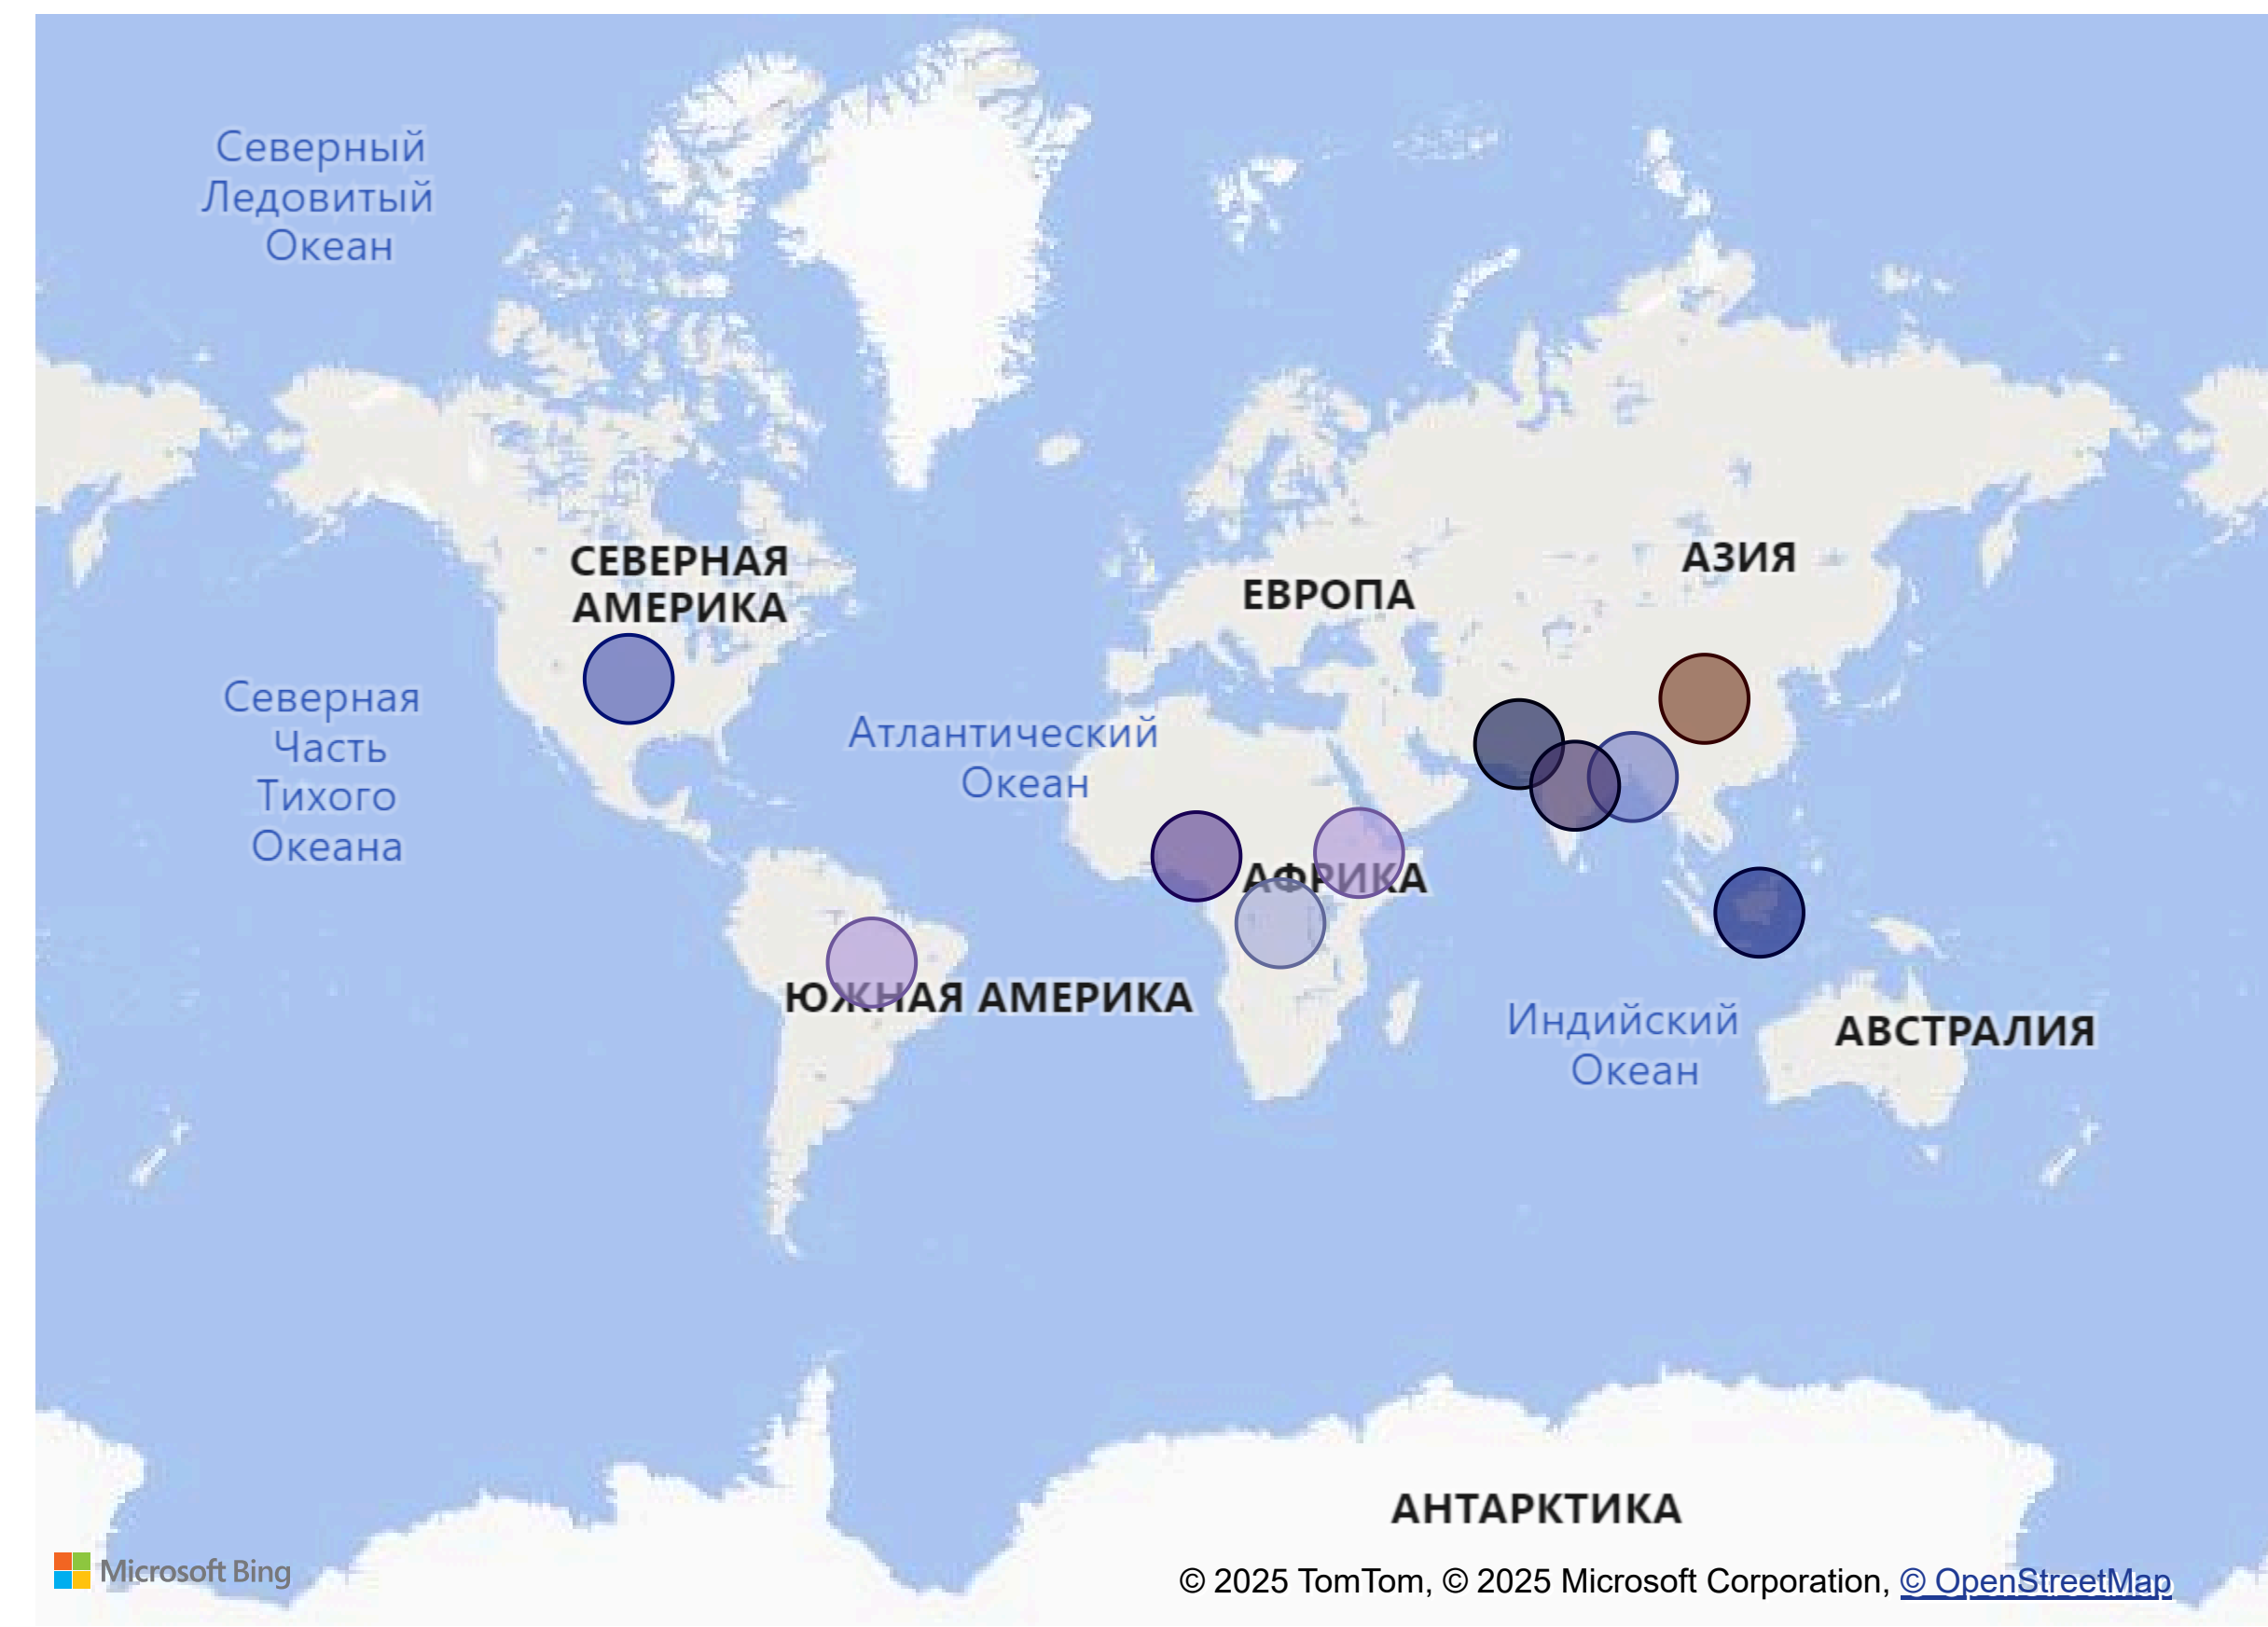 Северный
Ледовитый
Океан
СЕВЕРНАЯ
АМЕРИКА
ЕВРОПА
АЗИЯ
Северная
Часть
Тихого
Океана
Атлантический
Океан
АФРИКА
ЮЖНАЯ АМЕРИКА
Индийский
Океан
АВСТРАЛИЯ
АНТАРКТИКА
Microsoft Bing
© 2025 TomTom, © 2025 Microsoft Corporation, © OpenStreetMap